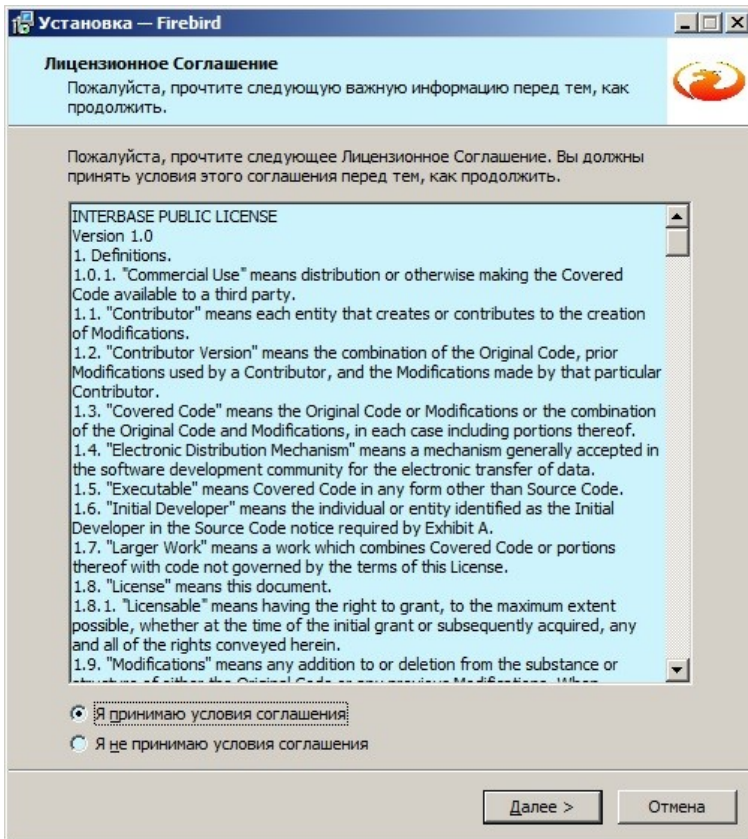 Установка — Firebird
Лицензионное Соглашение
Пожалуйста, прочтите следующую важную информацию перед тем, как
продолжить.
Пожалуйста, прочтите следующее Лицензионное Соглашение. Вы должны
принять условия этого соглашения перед тем, как продолжить.
INTERBASE PUBLIC LICENSE
Version 1.0
1. Definitions.
1.0.1. "Commercial Use" means distribution or otherwise making the Covered
Code available to a third party.
1.1. "Contributor" means each entity that creates or contributes to the creation
of Modifications.
1.2. "Contributor Version" means the combination of the Original Code, prior
Modifications used by a Contributor, and the Modifications made by that particular
Contributor.
1.3. "Covered Code" means the Original Code or Modifications or the combination
of the Original Code and Modifications, in each case including portions thereof.
1.4. "Electronic Distribution Mechanism" means a mechanism generally accepted in
the software development community for the electronic transfer of data.
1.5. "Executable" means Covered Code in any form other than Source Code.
1.6. "Initial Developer" means the individual or entity identified as the Initial
Developer in the Source Code notice required by Exhibit A.
1.7. "Larger Work" means a work which combines Covered Code or portions
thereof with code not governed by the terms of this License.
1.8. "License" means this document.
1.8.1. "Licensable" means having the right to grant, to the maximum extent
possible, whether at the time of the initial grant or subsequently acquired, any
and all of the rights conveyed herein.
1.9. "Modifications" means any addition to or deletion from the substance or
structure of either the Original Code or any previous Modifications. When
Я принимаю условия соглашения
Я не принимаю условия соглашения
Далее >
Отмена